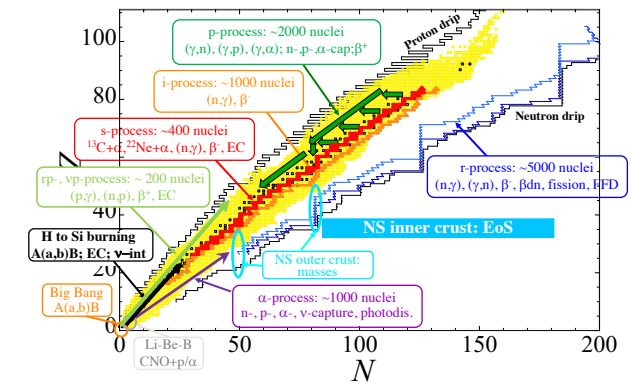 100
80
60
40
20
0
Z
p-process: ~2000 nuclei
(γ,n), (γ,p), (γ,α); n-,p-,α-cap;β⁺
Proton drip
i-process: ~1000 nuclei
(n,γ), β⁻
s-process: ~400 nuclei
¹³C+α,²²Ne+α, (n,γ), β⁻, EC
Neutron drip
r-process: ~5000 nuclei
(n,γ), (γ,n), β⁻, βdn, fission, FFD
rp-, νp-process: ~ 200 nuclei
(p,γ), (n,p), β⁺, EC
NS inner crust: EoS
H to Si burning
A(a,b)B; EC; ν-int
NS outer crust:
masses
Big Bang
A(a,b)B
α-process: ~1000 nuclei
n-, p-, α-, ν-capture, photodis.
Li-Be-B
CNO+p/α
0 50 100 150 200
N